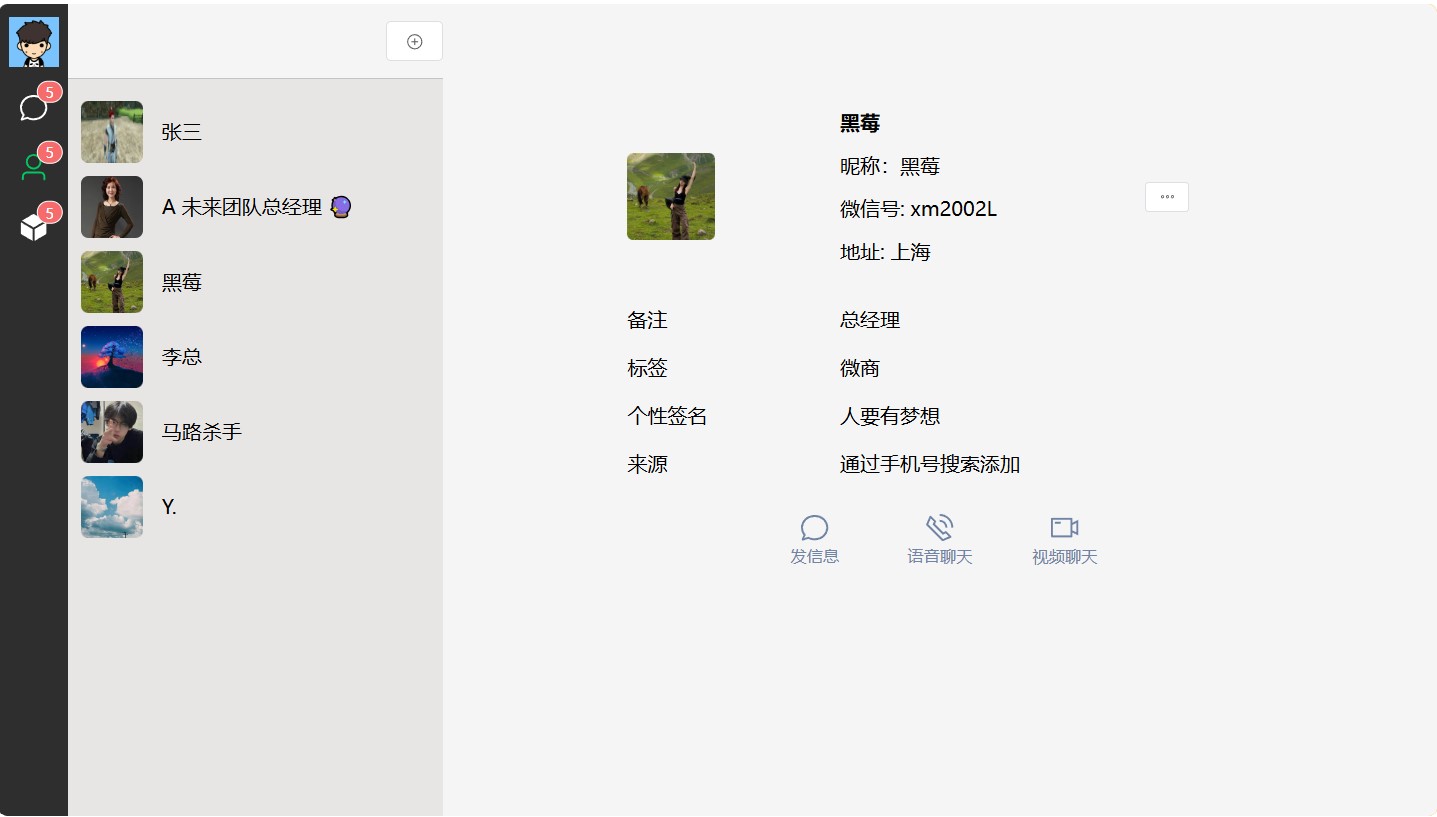 5
5
5
张三
A 未来团队总经理 🔮
黑莓
李总
马路杀手
Y.
黑莓
昵称：黑莓
微信号: xm2002L
地址: 上海
备注 总经理
标签 微商
个性签名 人要有梦想
来源 通过手机号搜索添加
发信息 语音聊天 视频聊天